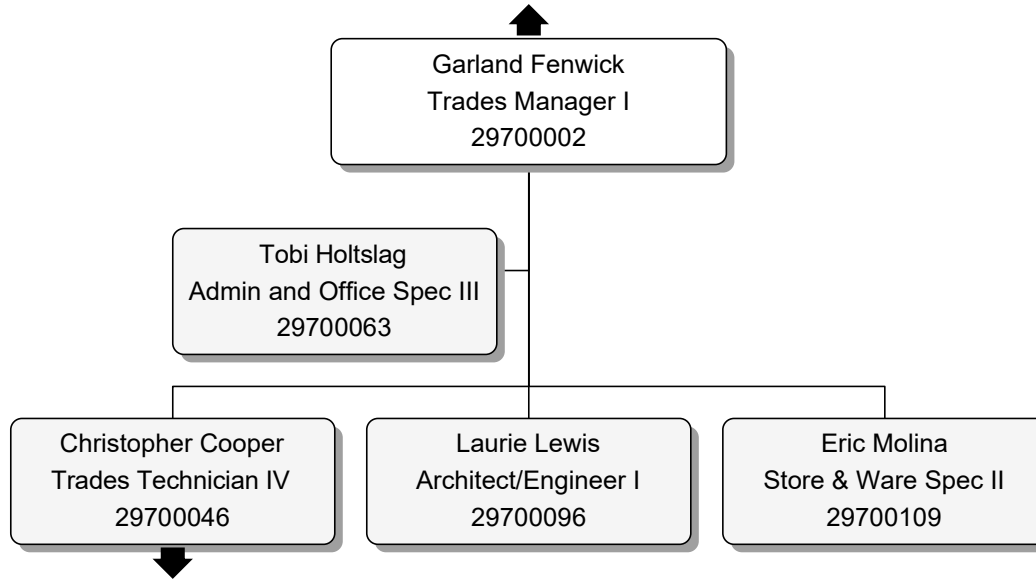 Garland Fenwick
Trades Manager I
29700002
Tobi Holtslag
Admin and Office Spec III
29700063
Christopher Cooper
Trades Technician IV
29700046
Laurie Lewis
Architect/Engineer I
29700096
Eric Molina
Store & Ware Spec II
29700109